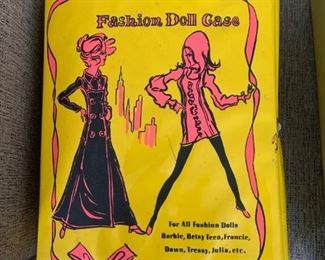 Fashion Doll Case
For All Fashion Dolls
Barbie, Betsy Teen, Francie,
Dawn, Tressy, Julia, etc.